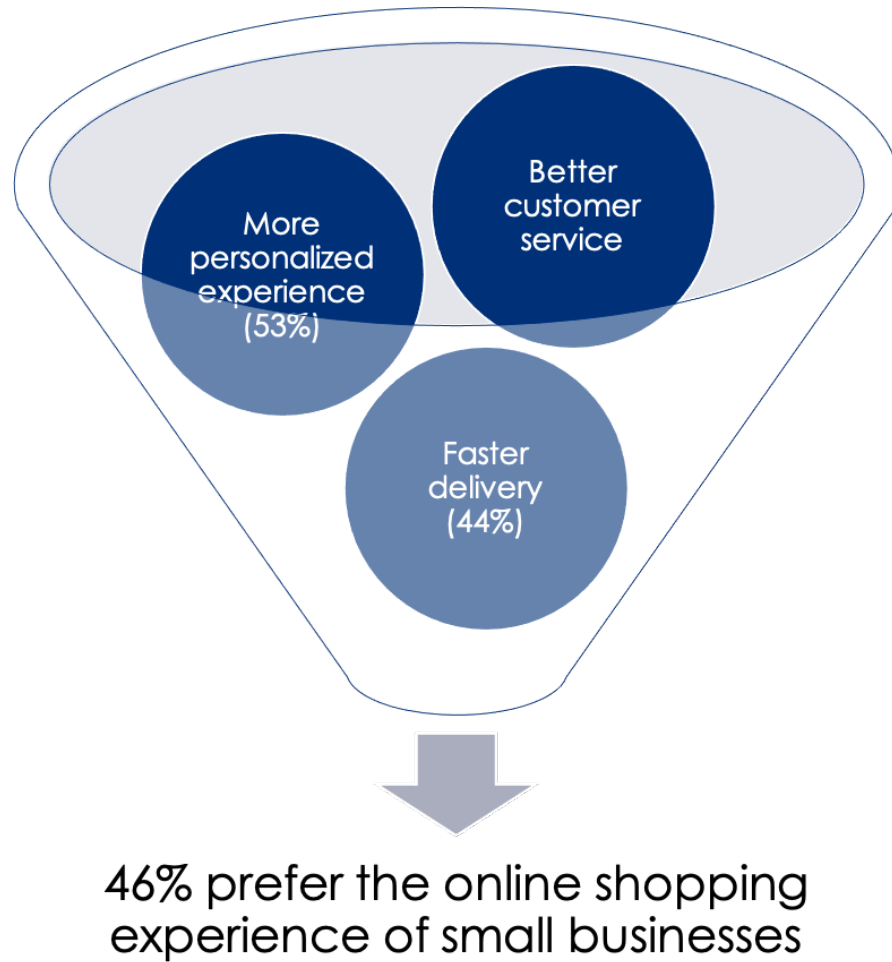 More
personalized
experience
(53%)
Better
customer
service
Faster
delivery
(44%)
46% prefer the online shopping
experience of small businesses